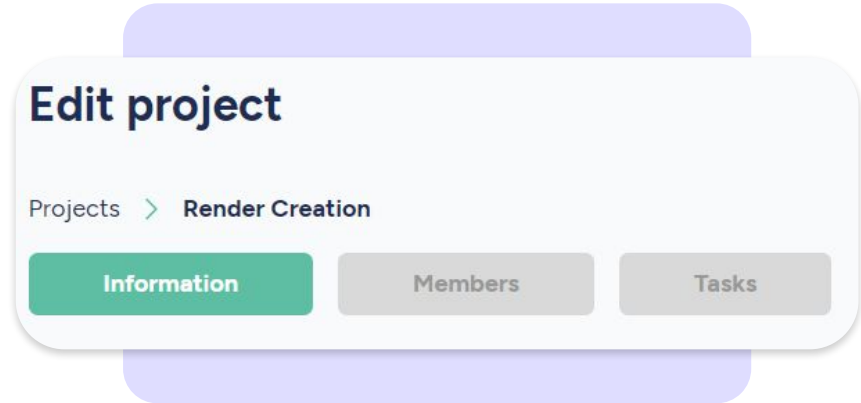 Edit project
Projects > Render Creation
Information Members Tasks